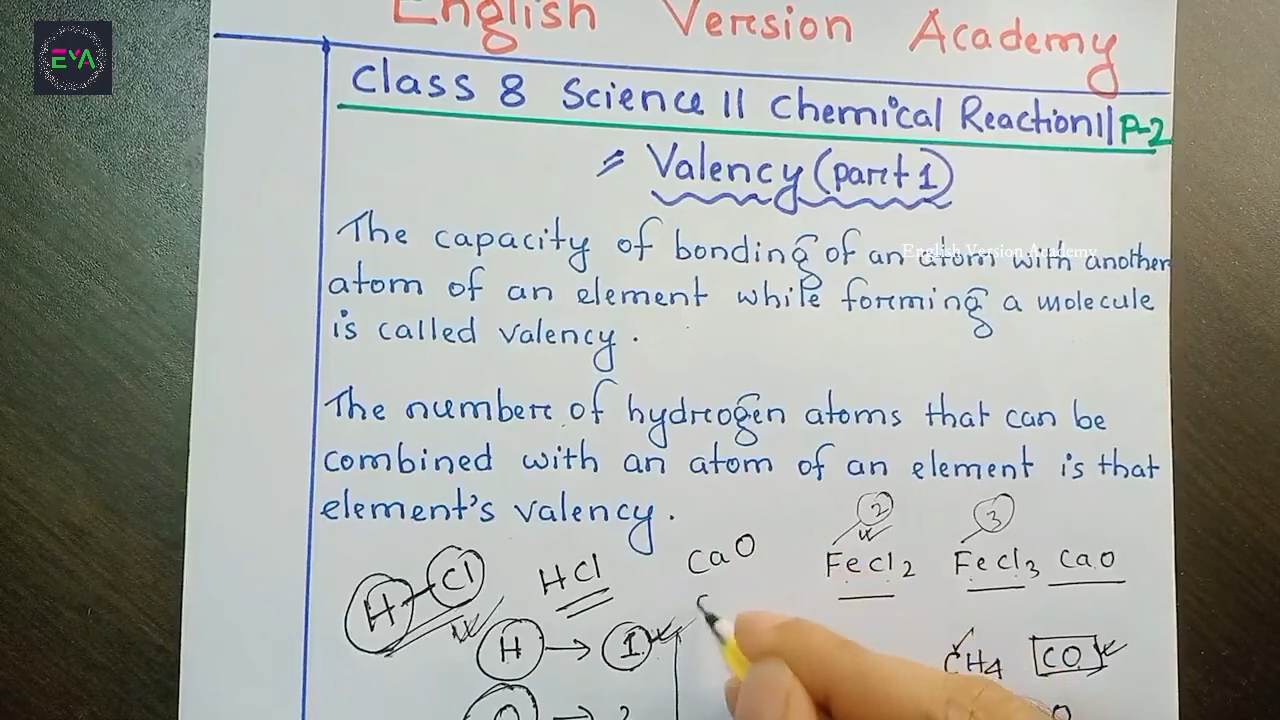 English Version Academy
EVA
Class 8 Science || Chemical Reaction || P-2
Valency (part 1)
The capacity of bonding of an atom with another
English Version Academy
atom of an element while forming a molecule
is called valency.
The number of hydrogen atoms that can be
combined with an atom of an element is that
element's valency.
2 3
H-Cl HCl CaO FeCl2 FeCl3 CaO
H → 1
CH4 CO